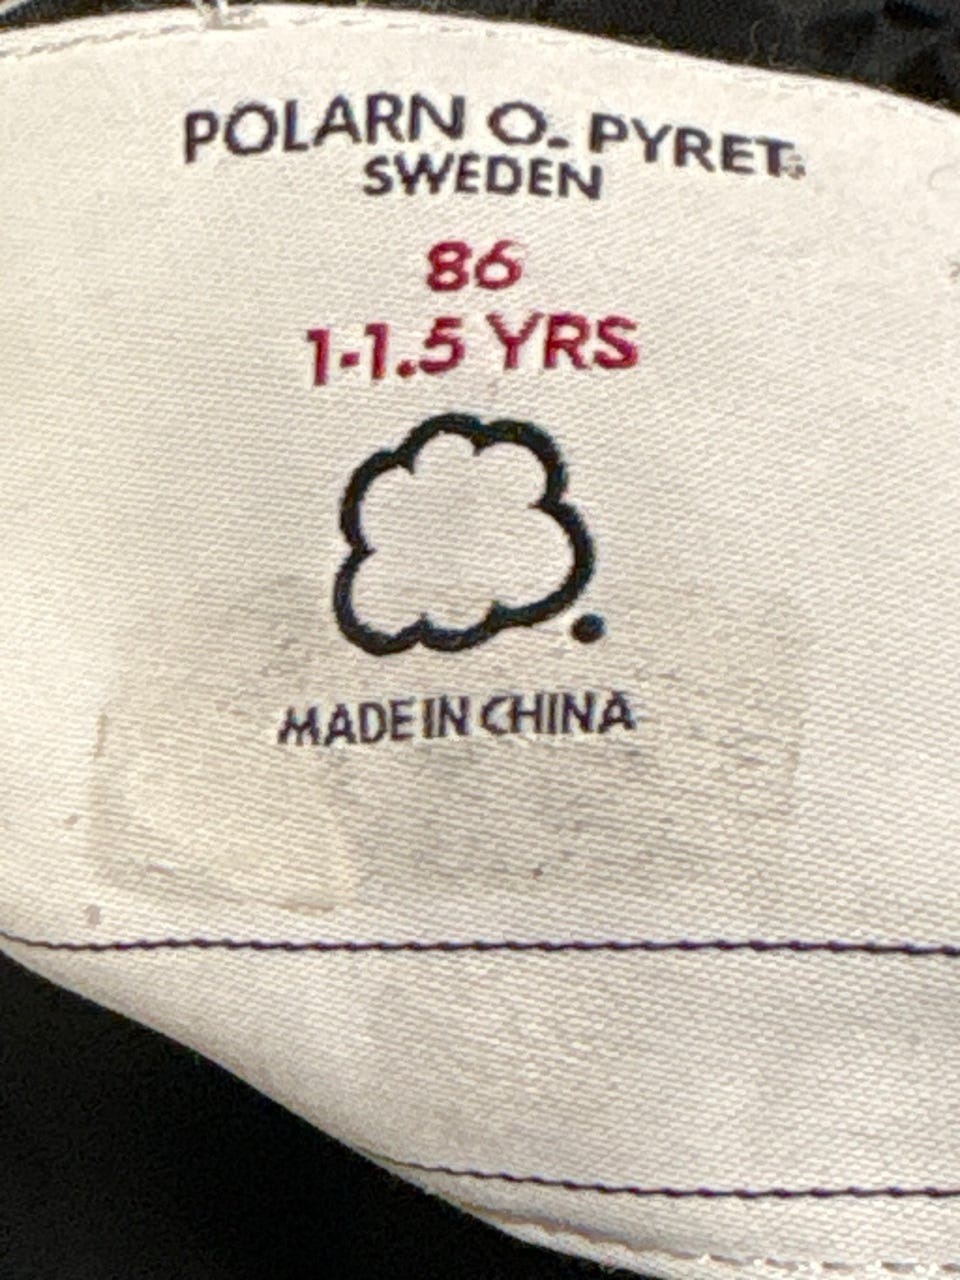 POLARN O. PYRET.
SWEDEN
86
1-1.5 YRS
MADE IN CHINA